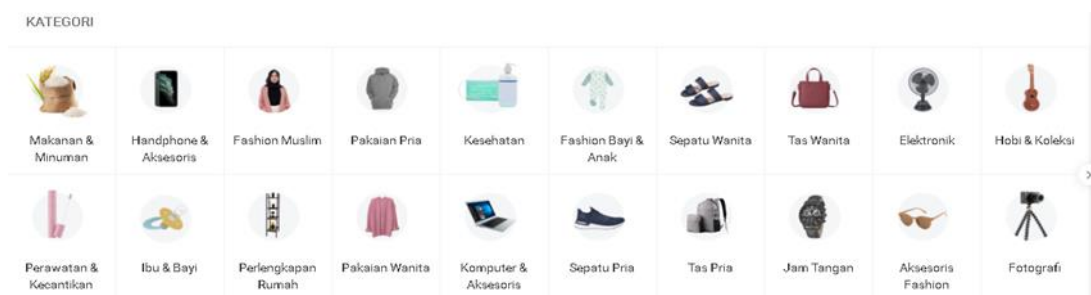 KATEGORI
Makanan & Minuman
Handphone & Aksesoris
Fashion Muslim
Pakaian Pria
Kesehatan
Fashion Bayi & Anak
Sepatu Wanita
Tas Wanita
Elektronik
Hobi & Koleksi
Perawatan & Kecantikan
Ibu & Bayi
Perlengkapan Rumah
Pakaian Wanita
Komputer & Aksesoris
Sepatu Pria
Tas Pria
Jam Tangan
Aksesoris Fashion
Fotografi